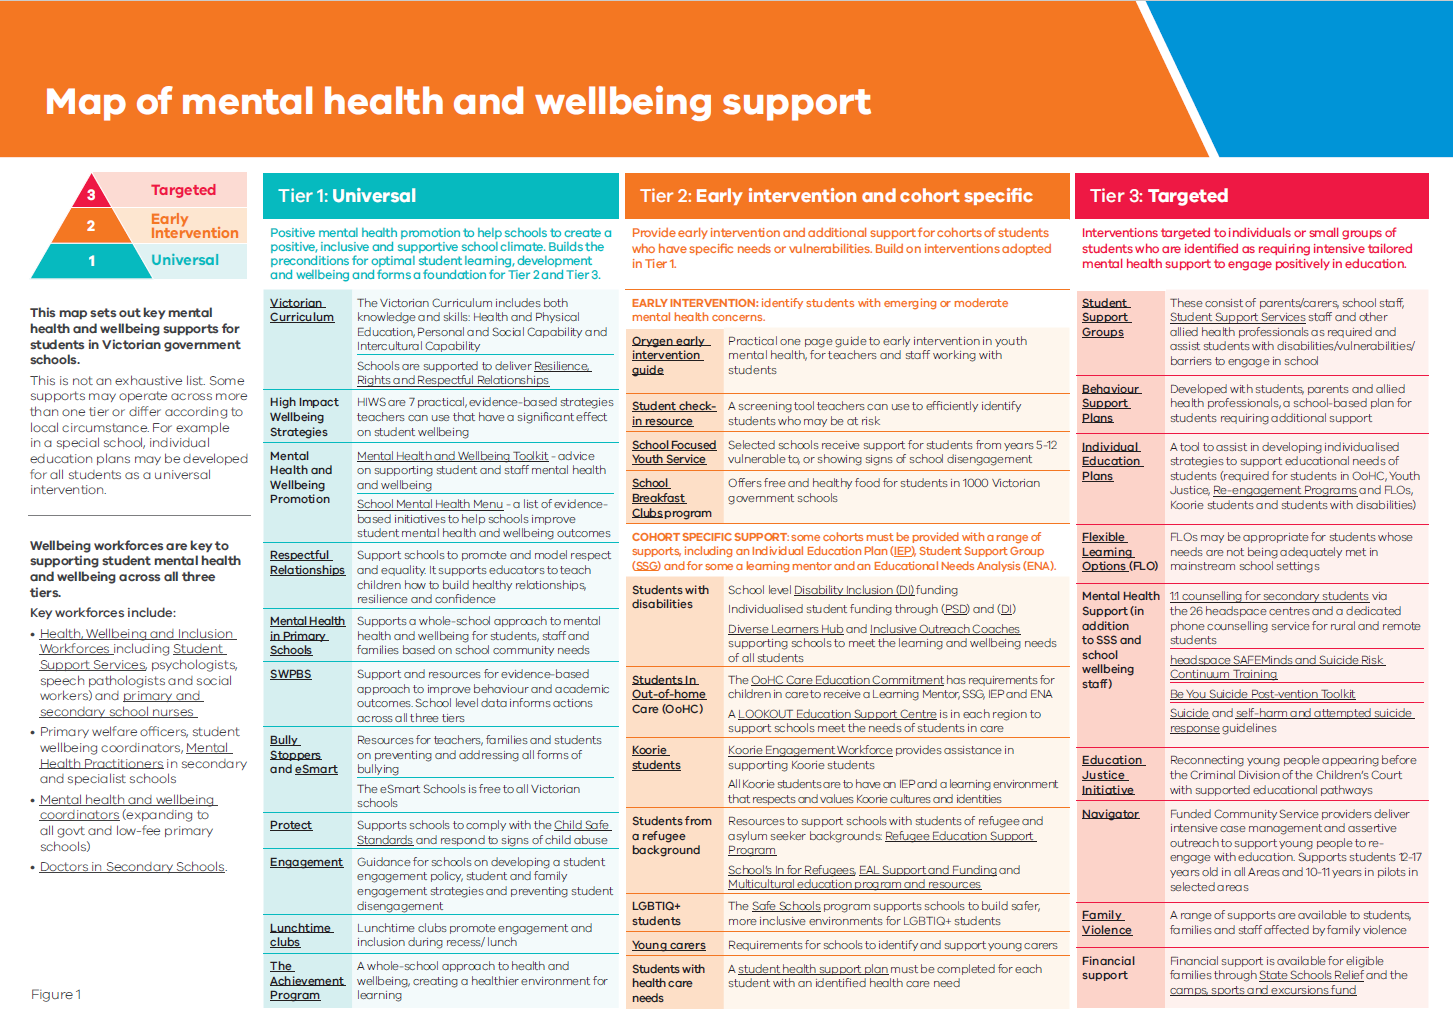 Map of mental health and wellbeing support
3
Targeted
2
Early
Intervention
1
Universal
This map sets out key mental
health and wellbeing supports for
students in Victorian government
schools.
This is not an exhaustive list. Some
supports may operate across more
than one tier or differ according to
local circumstance. For example
in a special school, individual
education plans may be developed
for all students as a universal
intervention.
Wellbeing workforces are key to
supporting student mental health
and wellbeing across all three
tiers.
Key workforces include:
• Health, Wellbeing and Inclusion
Workforces including Student
Support Services, psychologists,
speech pathologists and social
workers) and primary and
secondary school nurses
• Primary welfare officers, student
wellbeing coordinators, Mental
Health Practitioners in secondary
and specialist schools
• Mental health and wellbeing
coordinators (expanding to
all govt and low-fee primary
schools)
• Doctors in Secondary Schools.
Figure 1
Tier 1: Universal
Positive mental health promotion to help schools to create a
positive, inclusive and supportive school climate. Builds the
preconditions for optimal student learning, development
and wellbeing and forms a foundation for Tier 2 and Tier 3.
Victorian
Curriculum
The Victorian Curriculum includes both
knowledge and skills: Health and Physical
Education, Personal and Social Capability and
Intercultural Capability
Schools are supported to deliver Resilience,
Rights and Respectful Relationships
High Impact
Wellbeing
Strategies
HIWS are 7 practical, evidence-based strategies
teachers can use that have a significant effect
on student wellbeing
Mental
Health and
Wellbeing
Promotion
Mental Health and Wellbeing Toolkit - advice
on supporting student and staff mental health
and wellbeing
School Mental Health Menu - a list of evidence-
based initiatives to help schools improve
student mental health and wellbeing outcomes
Respectful
Relationships
Support schools to promote and model respect
and equality. It supports educators to teach
children how to build healthy relationships,
resilience and confidence
Mental Health
in Primary
Schools
Supports a whole-school approach to mental
health and wellbeing for students, staff and
families based on school community needs
SWPBS
Support and resources for evidence-based
approach to improve behaviour and academic
outcomes. School level data informs actions
across all three tiers
Bully
Stoppers
and eSmart
Resources for teachers, families and students
on preventing and addressing all forms of
bullying
The eSmart Schools is free to all Victorian
schools
Protect
Supports schools to comply with the Child Safe
Standards and respond to signs of child abuse
Engagement
Guidance for schools on developing a student
engagement policy, student and family
engagement strategies and preventing student
disengagement
Lunchtime
clubs
Lunchtime clubs promote engagement and
inclusion during recess/ lunch
The
Achievement
Program
A whole-school approach to health and
wellbeing, creating a healthier environment for
learning
Tier 2: Early intervention and cohort specific
Provide early intervention and additional support for cohorts of students
who have specific needs or vulnerabilities. Build on interventions adopted
in Tier 1.
EARLY INTERVENTION: identify students with emerging or moderate
mental health concerns.
Orygen early
intervention
guide
Practical one page guide to early intervention in youth
mental health, for teachers and staff working with
students
Student check-
in resource
A screening tool teachers can use to efficiently identify
students who may be at risk
School Focused
Youth Service
Selected schools receive support for students from years 5-12
vulnerable to, or showing signs of school disengagement
School
Breakfast
Clubs program
Offers free and healthy food for students in 1000 Victorian
government schools
COHORT SPECIFIC SUPPORT: some cohorts must be provided with a range of
supports, including an Individual Education Plan (IEP), Student Support Group
(SSG) and for some a learning mentor and an Educational Needs Analysis (ENA).
Students with
disabilities
School level Disability Inclusion (DI) funding
Individualised student funding through (PSD) and (DI)
Diverse Learners Hub and Inclusive Outreach Coaches
supporting schools to meet the learning and wellbeing needs
of all students
Students In
Out-of-home
Care (OoHC)
The OoHC Care Education Commitment has requirements for
children in care to receive a Learning Mentor, SSG, IEP and ENA
A LOOKOUT Education Support Centre is in each region to
support schools meet the needs of students in care
Koorie
students
Koorie Engagement Workforce provides assistance in
supporting Koorie students
All Koorie students are to have an IEP and a learning environment
that respects and values Koorie cultures and identities
Students from
a refugee
background
Resources to support schools with students of refugee and
asylum seeker backgrounds: Refugee Education Support
Program
School's In for Refugees, EAL Support and Funding and
Multicultural education program and resources
LGBTIQ+
students
The Safe Schools program supports schools to build safer,
more inclusive environments for LGBTIQ+ students
Young carers
Requirements for schools to identify and support young carers
Students with
health care
needs
A student health support plan must be completed for each
student with an identified health care need
Tier 3: Targeted
Interventions targeted to individuals or small groups of
students who are identified as requiring intensive tailored
mental health support to engage positively in education.
Student
Support
Groups
These consist of parents/carers, school staff,
Student Support Services staff and other
allied health professionals as required and
assist students with disabilities/vulnerabilities/
barriers to engage in school
Behaviour
Support
Plans
Developed with students, parents and allied
health professionals, a school-based plan for
students requiring additional support
Individual
Education
Plans
A tool to assist in developing individualised
strategies to support educational needs of
students (required for students in OoHC, Youth
Justice, Re-engagement Programs and FLOs,
Koorie students and students with disabilities)
Flexible
Learning
Options (FLO)
FLOs may be appropriate for students whose
needs are not being adequately met in
mainstream school settings
Mental Health
Support (in
addition
to SSS and
school
wellbeing
staff)
1:1 counselling for secondary students via
the 26 headspace centres and a dedicated
phone counselling service for rural and remote
students
headspace SAFEMinds and Suicide Risk
Continuum Training
Be You Suicide Post-vention Toolkit
Suicide and self-harm and attempted suicide
response guidelines
Education
Justice
Initiative
Reconnecting young people appearing before
the Criminal Division of the Children's Court
with supported educational pathways
Navigator
Funded Community Service providers deliver
intensive case management and assertive
outreach to support young people to re-
engage with education. Supports students 12-17
years old in all Areas and 10-11 years in pilots in
selected areas
Family
Violence
A range of supports are available to students,
families and staff affected by family violence
Financial
support
Financial support is available for eligible
families through State Schools Relief and the
camps, sports and excursions fund